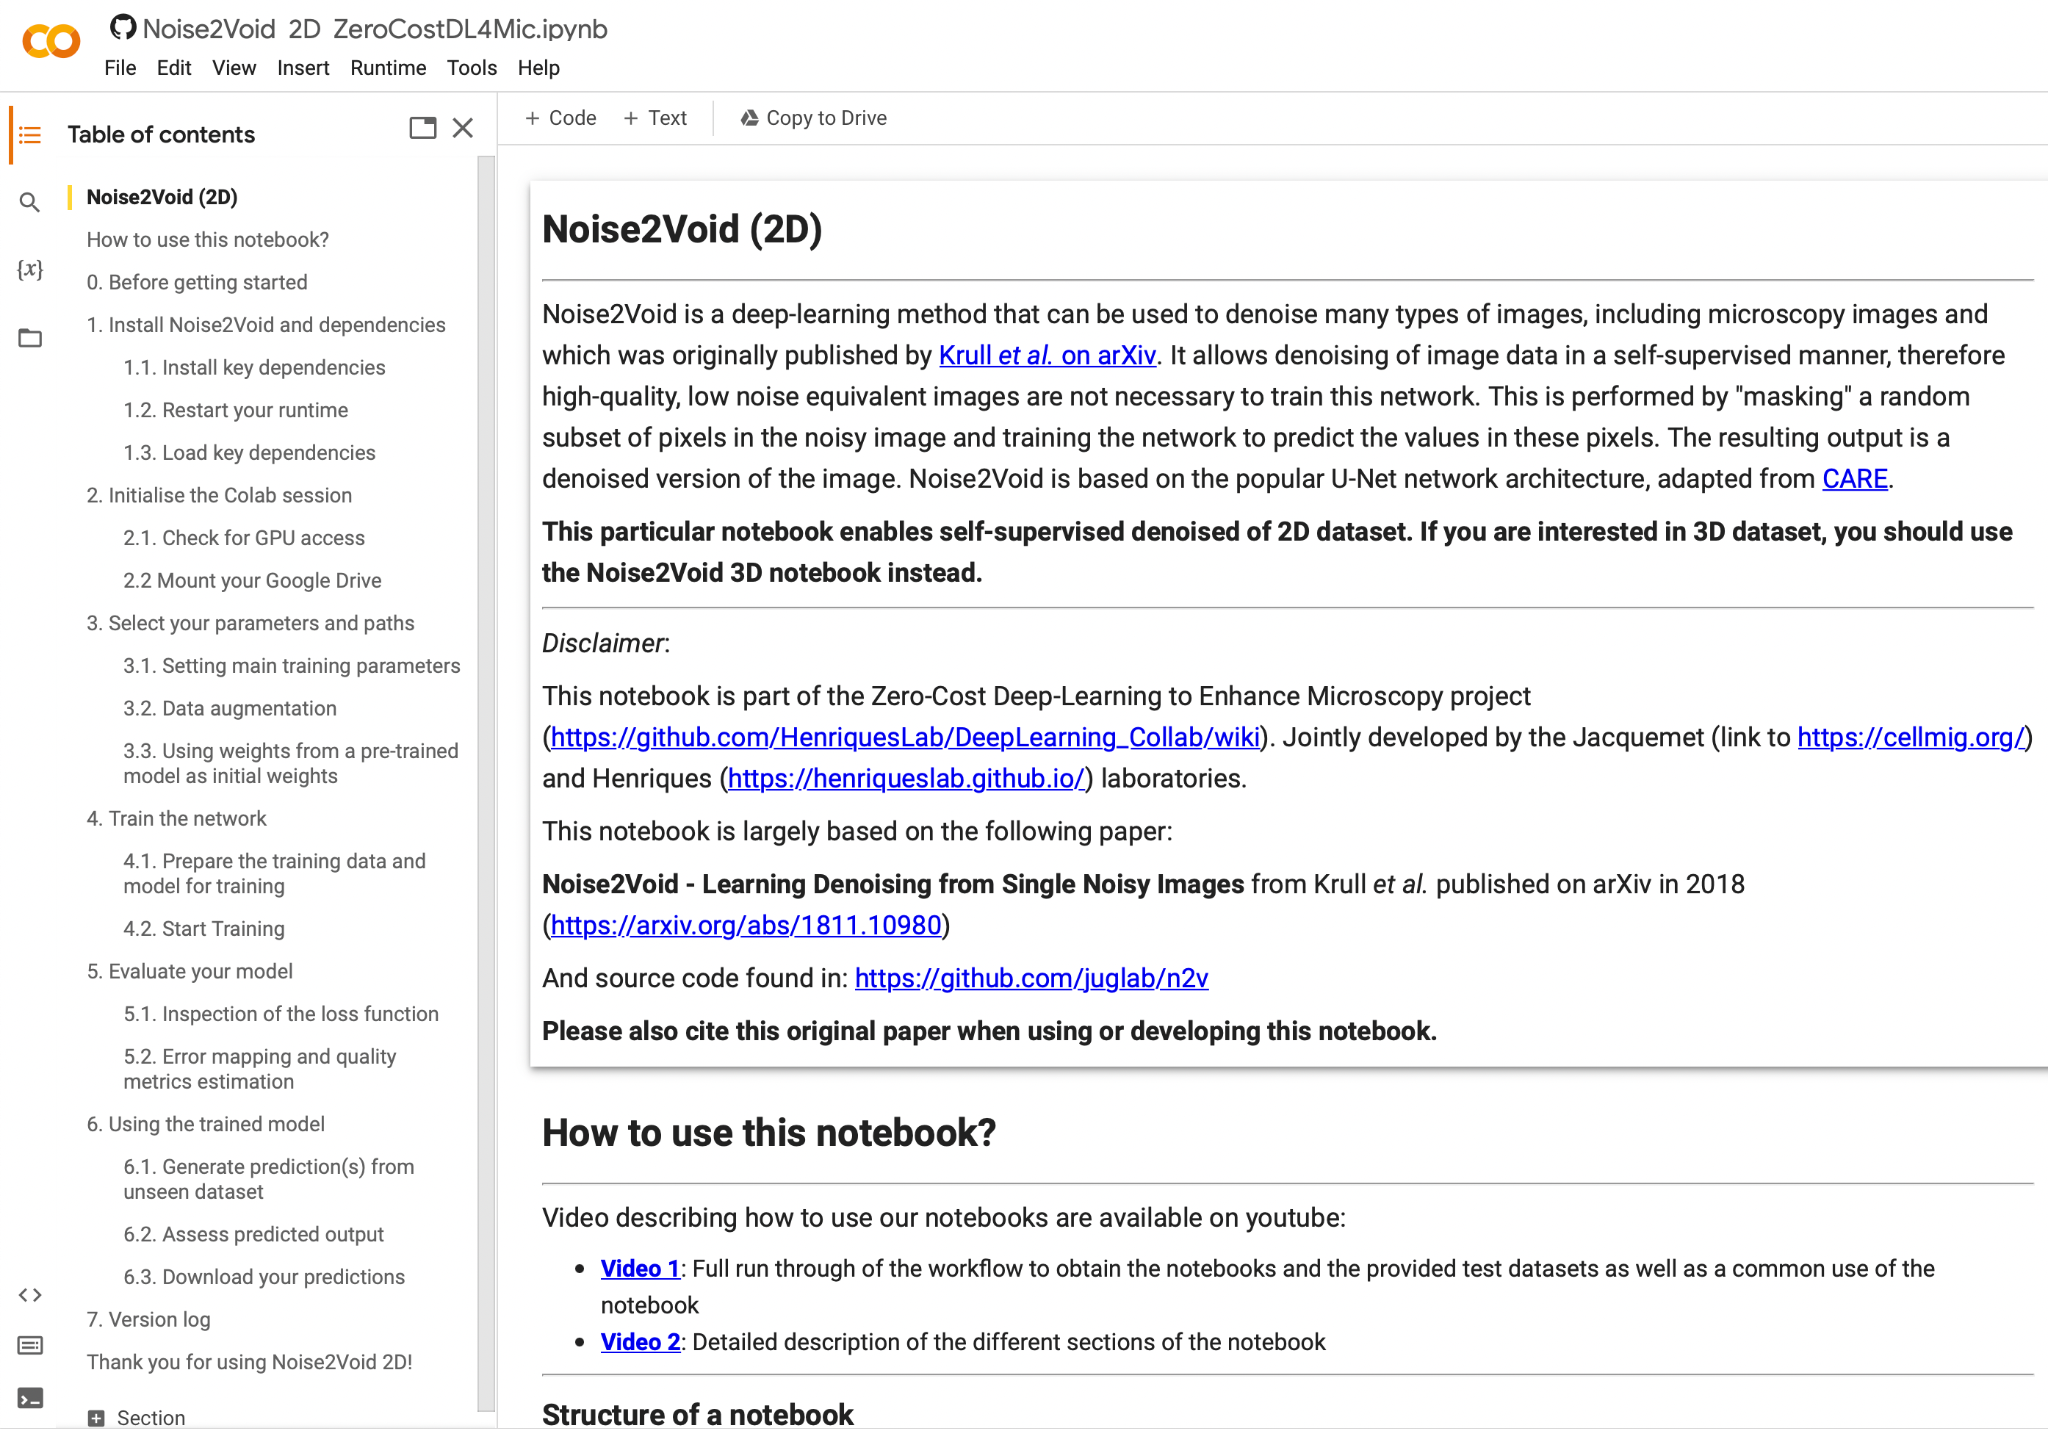 Noise2Void 2D ZeroCostDL4Mic.ipynb
File Edit View Insert Runtime Tools Help
Table of contents
Noise2Void (2D)
How to use this notebook?
0. Before getting started
1. Install Noise2Void and dependencies
1.1. Install key dependencies
1.2. Restart your runtime
1.3. Load key dependencies
2. Initialise the Colab session
2.1. Check for GPU access
2.2 Mount your Google Drive
3. Select your parameters and paths
3.1. Setting main training parameters
3.2. Data augmentation
3.3. Using weights from a pre-trained
model as initial weights
4. Train the network
4.1. Prepare the training data and
model for training
4.2. Start Training
5. Evaluate your model
5.1. Inspection of the loss function
5.2. Error mapping and quality
metrics estimation
6. Using the trained model
6.1. Generate prediction(s) from
unseen dataset
6.2. Assess predicted output
6.3. Download your predictions
7. Version log
Thank you for using Noise2Void 2D!
Section
+ Code + Text Copy to Drive
Noise2Void (2D)
Noise2Void is a deep-learning method that can be used to denoise many types of images, including microscopy images and
which was originally published by Krull et al. on arXiv. It allows denoising of image data in a self-supervised manner, therefore
high-quality, low noise equivalent images are not necessary to train this network. This is performed by "masking" a random
subset of pixels in the noisy image and training the network to predict the values in these pixels. The resulting output is a
denoised version of the image. Noise2Void is based on the popular U-Net network architecture, adapted from CARE.
This particular notebook enables self-supervised denoised of 2D dataset. If you are interested in 3D dataset, you should use
the Noise2Void 3D notebook instead.
Disclaimer:
This notebook is part of the Zero-Cost Deep-Learning to Enhance Microscopy project
(https://github.com/HenriquesLab/DeepLearning_Collab/wiki). Jointly developed by the Jacquemet (link to https://cellmig.org/)
and Henriques (https://henriqueslab.github.io/) laboratories.
This notebook is largely based on the following paper:
Noise2Void - Learning Denoising from Single Noisy Images from Krull et al. published on arXiv in 2018
(https://arxiv.org/abs/1811.10980)
And source code found in: https://github.com/juglab/n2v
Please also cite this original paper when using or developing this notebook.
How to use this notebook?
Video describing how to use our notebooks are available on youtube:
• Video 1: Full run through of the workflow to obtain the notebooks and the provided test datasets as well as a common use of the
notebook
• Video 2: Detailed description of the different sections of the notebook
Structure of a notebook